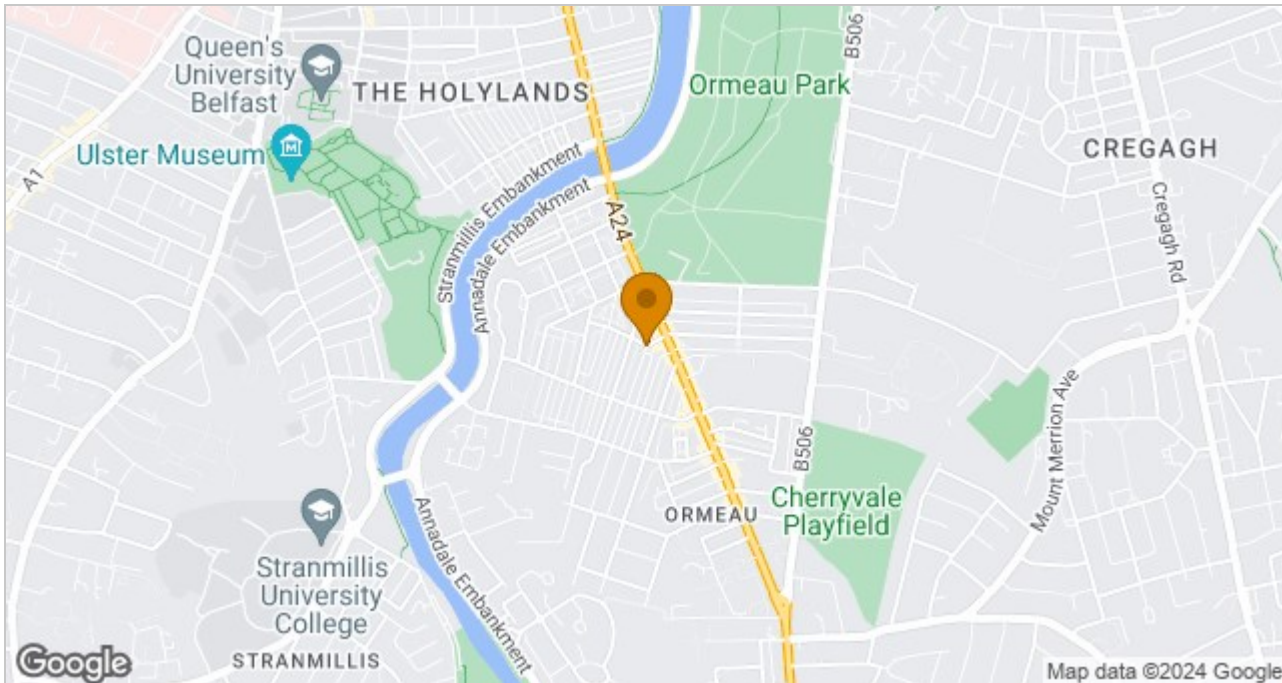 Queen's
University
Belfast
THE HOLYLANDS
Ormeau Park
B506
Ulster Museum
CREGAGH
A1
Stranmillis Embankment
Annadale Embankment
A24
Cregagh Rd
Mount Merrion Ave
B506
Cherryvale
Playfield
ORMEAU
Stranmillis
University
College
Annadale Embankment
STRANMILLIS
Google
Map data ©2024 Google